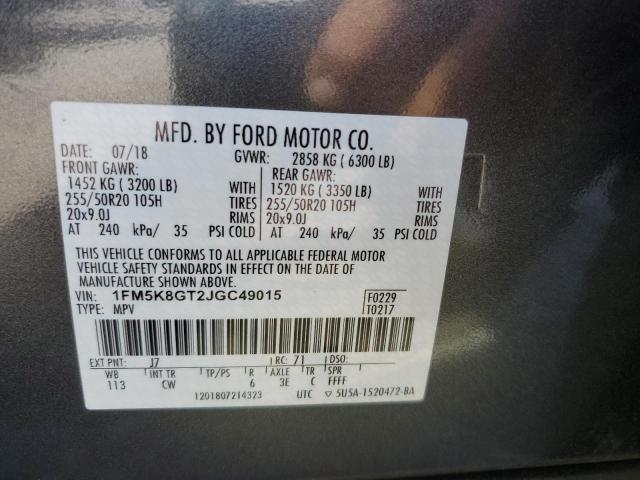 MFD. BY FORD MOTOR CO.
DATE: 07/18 GVWR: 2858 KG ( 6300 LB)
FRONT GAWR: REAR GAWR:
1452 KG ( 3200 LB) WITH 1520 KG ( 3350 LB) WITH
255/50R20 105H TIRES 255/50R20 105H TIRES
20x9.0J RIMS 20x9.0J RIMS
AT 240 kPa/ 35 PSI COLD AT 240 kPa/ 35 PSI COLD
THIS VEHICLE CONFORMS TO ALL APPLICABLE FEDERAL MOTOR
VEHICLE SAFETY STANDARDS IN EFFECT ON THE DATE OF
MANUFACTURE SHOWN ABOVE.
VIN: 1FM5K8GT2JGC49015 F0229
TYPE: MPV T0217
EXT PNT: J7 RC: 71 DSO:
WB INT TR TP/PS R AXLE TR SPR
113 CW 6 3E C FFFF
1201807214323 UTC ▽ 5U5A-1520472-BA